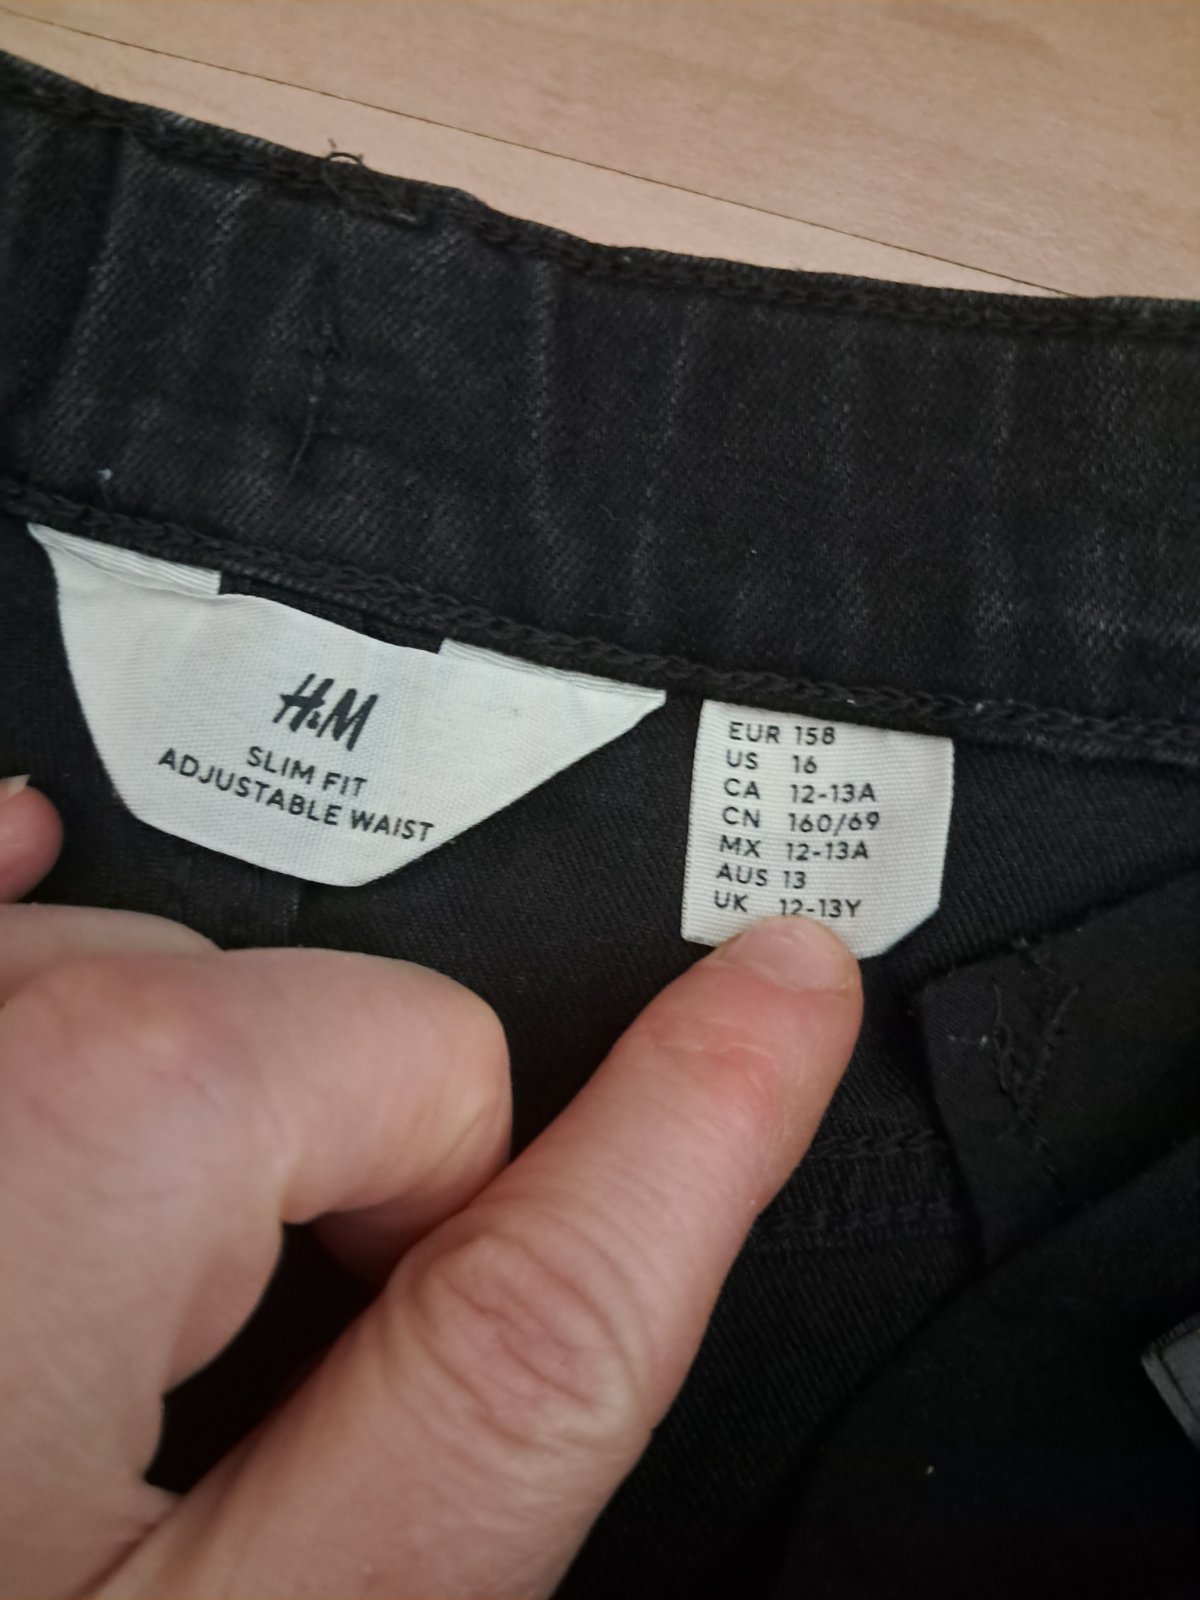 H&M
SLIM FIT
ADJUSTABLE WAIST
EUR 158
US 16
CA 12-13A
CN 160/69
MX 12-13A
AUS 13
UK 12-13Y